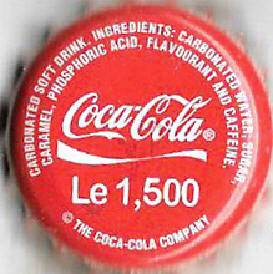 CARBONATED SOFT DRINK. INGREDIENTS: CARBONATED WATER, SUGAR,
CARAMEL, PHOSPHORIC ACID, FLAVOURANT AND CAFFEINE.
Coca-Cola®
Le 1,500
© THE COCA-COLA COMPANY